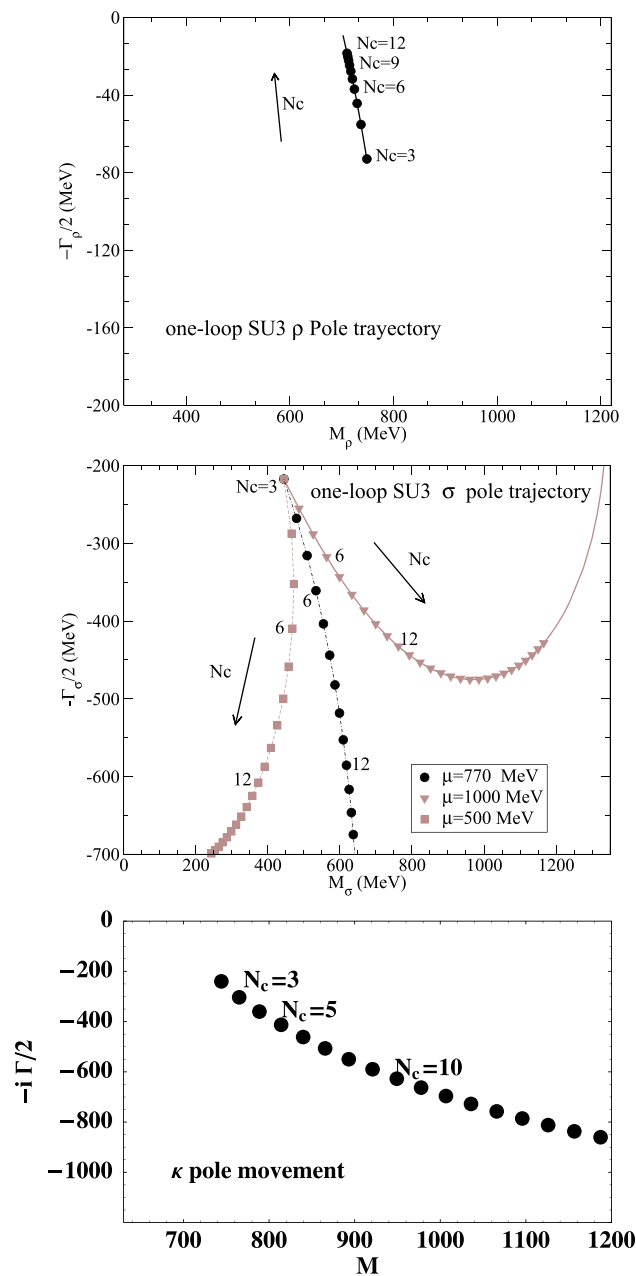 0
-40
-80
-120
-160
-200
Nc=12
Nc=9
Nc=6
Nc=3
Nc
−Γρ/2 (MeV)
one-loop SU3 ρ Pole trayectory
400 600 800 1000 1200
Mρ (MeV)
-200
-300
-400
-500
-600
-700
Nc=3
one-loop SU3 σ pole trajectory
Nc
6
6
6
12
Nc
12
12
-Γσ/2 (MeV)
μ=770 MeV
μ=1000 MeV
μ=500 MeV
0 200 400 600 800 1000 1200
Mσ (MeV)
0
−200
−400
−600
−800
−1000
Nc=3
Nc=5
Nc=10
−i Γ/2
κ pole movement
700 800 900 1000 1100 1200
M